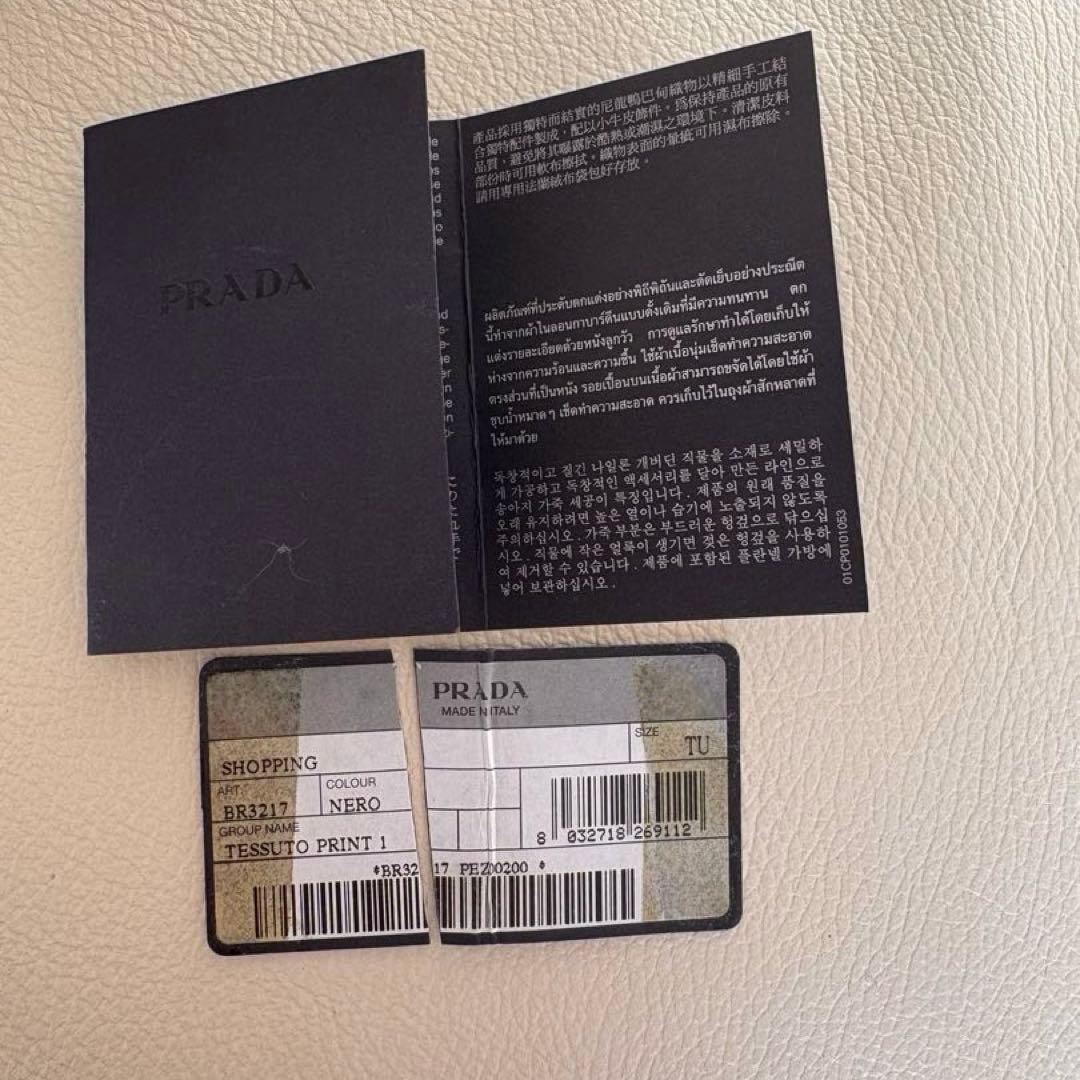 PRADA
產品採用獨特而結實的尼龍鴨巴甸織物以精細手工結
合獨特配件製成，配以小牛皮飾件。爲保持產品的原有
品質，避免將其曝露於酷熱或潮濕之環境下。清潔皮料
部份時可用軟布擦拭。織物表面的暈疵可用濕布擦除。
請用專用法蘭絨布袋包好存放。
ผลิตภัณฑ์ที่ประดับตกแต่งอย่างพิถีพิถันและตัดเย็บอย่างประณีต
นี้ทำจากผ้าไนลอนกาบาร์ดีนแบบดั้งเดิมที่มีความทนทาน ตก
แต่งรายละเอียดด้วยหนังลูกวัว การดูแลรักษาทำได้โดยเก็บให้
ห่างจากความร้อนและความชื้น ใช้ผ้าเนื้อนุ่มเช็ดทำความสะอาด
ตรงส่วนที่เป็นหนัง รอยเปื้อนบนเนื้อผ้าสามารถขจัดได้โดยใช้ผ้า
ชุบน้ำหมาด ๆ เช็ดทำความสะอาด ควรเก็บไว้ในถุงผ้าสักหลาดที่
ให้มาด้วย
독창적이고 질긴 나일론 개버딘 직물을 소재로 세밀하
게 가공하고 독창적인 액세서리를 달아 만든 라인으로
송아지 가죽 세공이 특징입니다. 제품의 원래 품질을
오래 유지하려면 높은 열이나 습기에 노출되지 않도록
주의하십시오. 가죽 부분은 부드러운 헝겊으로 닦으십
시오. 직물에 작은 얼룩이 생기면 젖은 헝겊을 사용하
여 제거할 수 있습니다. 제품에 포함된 플란넬 가방에
넣어 보관하십시오.
01CP0101053
PRADA
MADE IN ITALY
SIZE
TU
SHOPPING
ART.
BR3217
COLOUR
NERO
GROUP NAME
TESSUTO PRINT 1
8 032718 269112
*BR3217 PEZ00200 *